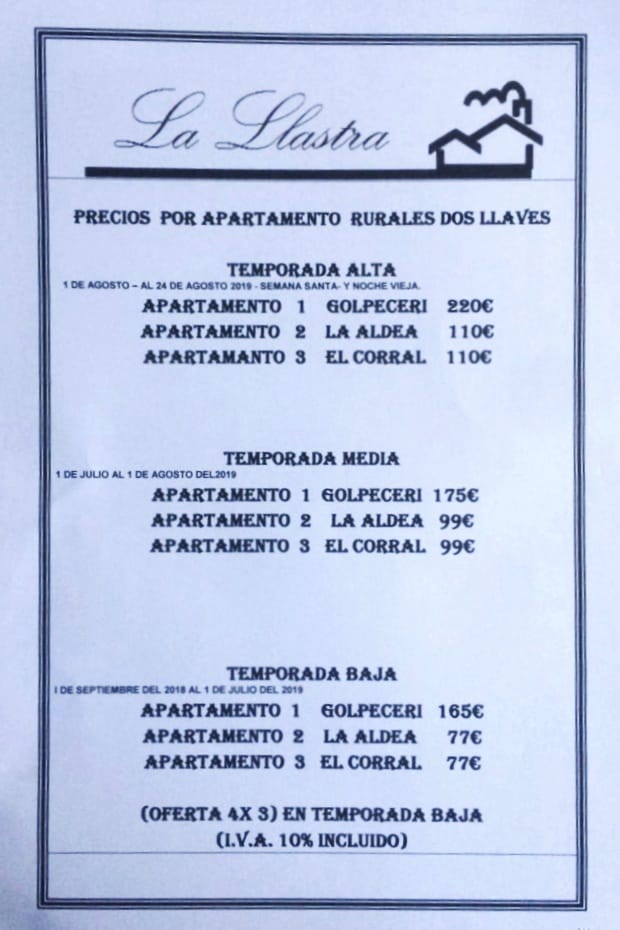 La Llastra
PRECIOS POR APARTAMENTO RURALES DOS LLAVES
TEMPORADA ALTA
1 DE AGOSTO – AL 24 DE AGOSTO 2019 - SEMANA SANTA- Y NOCHE VIEJA.
APARTAMENTO 1 GOLPECERI 220€
APARTAMENTO 2 LA ALDEA 110€
APARTAMANTO 3 EL CORRAL 110€
TEMPORADA MEDIA
1 DE JULIO AL 1 DE AGOSTO DEL2019
APARTAMENTO 1 GOLPECERI 175€
APARTAMENTO 2 LA ALDEA 99€
APARTAMENTO 3 EL CORRAL 99€
TEMPORADA BAJA
I DE SEPTIEMBRE DEL 2018 AL 1 DE JULIO DEL 2019
APARTAMENTO 1 GOLPECERI 165€
APARTAMENTO 2 LA ALDEA 77€
APARTAMENTO 3 EL CORRAL 77€
(OFERTA 4X 3) EN TEMPORADA BAJA
(I.V.A. 10% INCLUIDO)